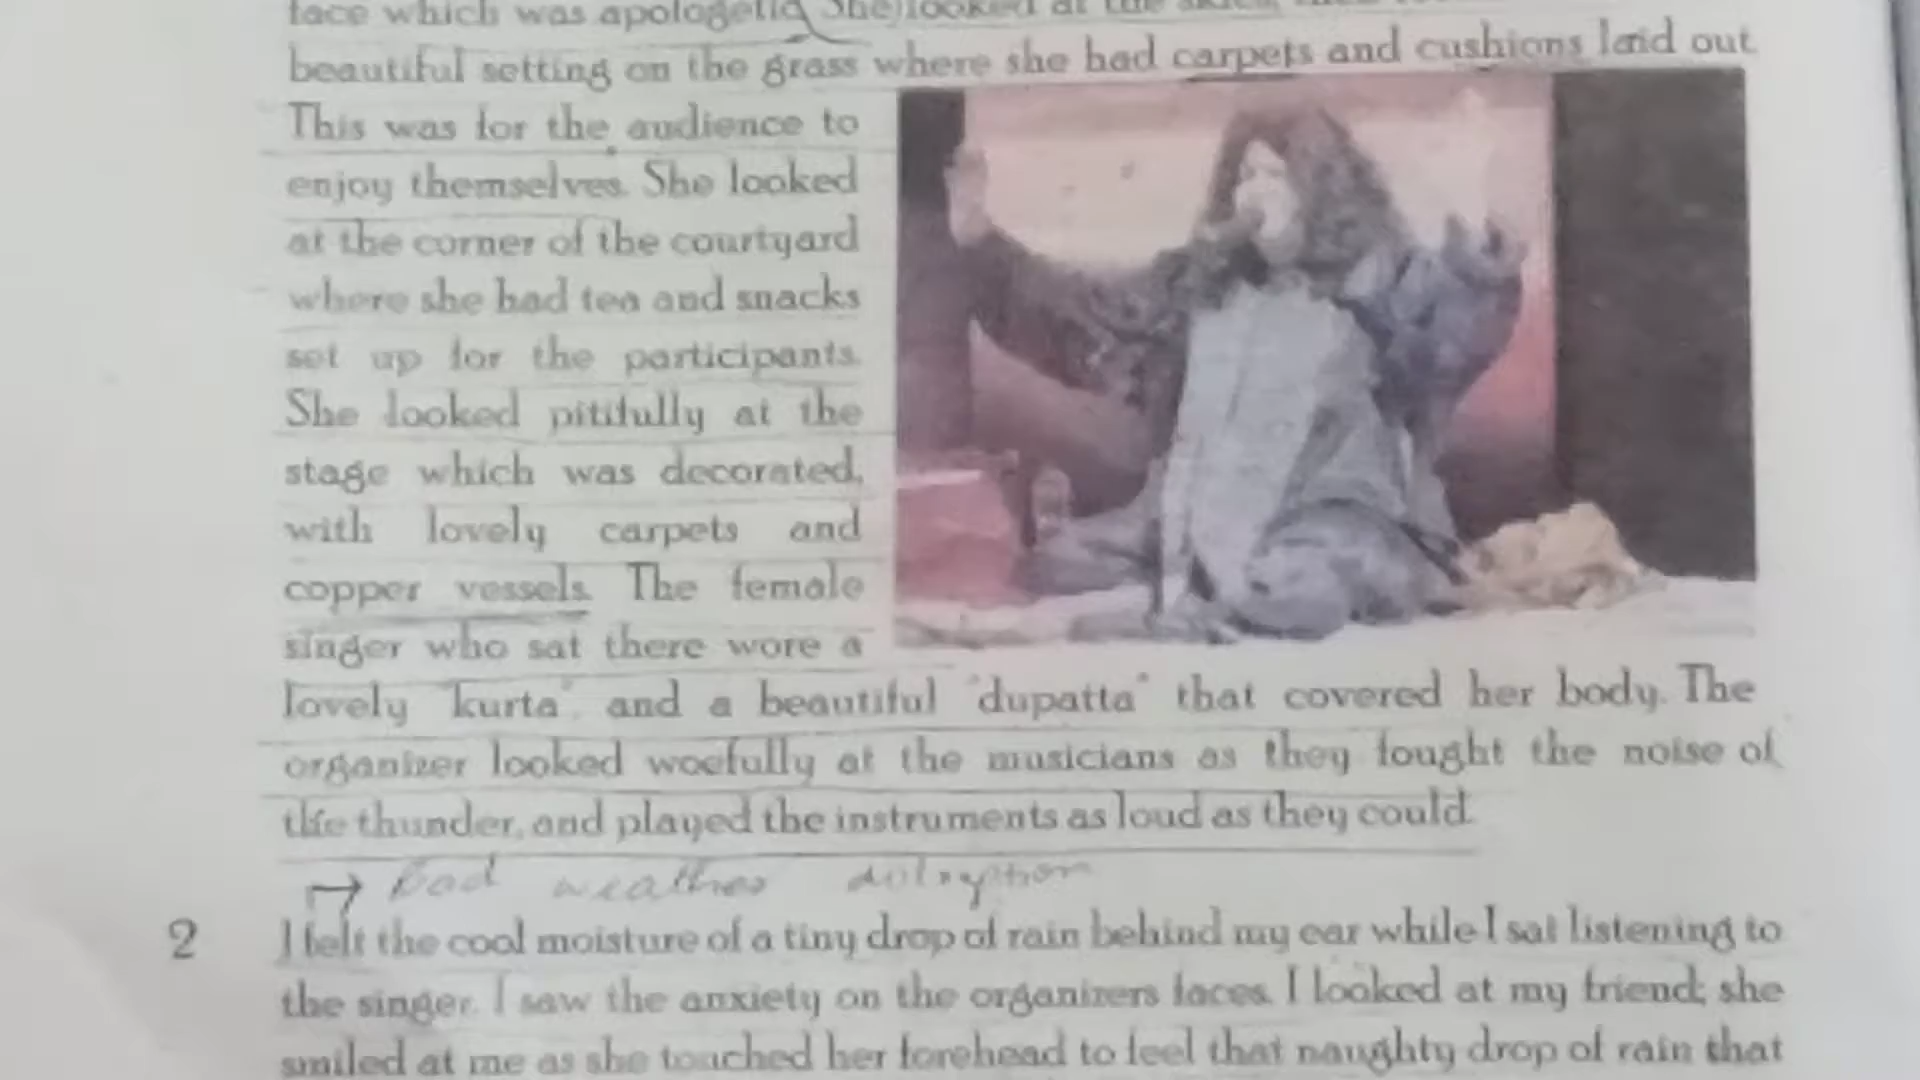 face which was apologetic. She looked at the skies, then
beautiful setting on the grass where she had carpets and cushions laid out
This was for the audience to
enjoy themselves. She looked
at the corner of the courtyard
where she had tea and snacks
set up for the participants.
She looked pitifully at the
stage which was decorated,
with lovely carpets and
copper vessels. The female
singer who sat there wore a
lovely "kurta", and a beautiful "dupatta" that covered her body. The
organizer looked woefully at the musicians as they fought the noise of
the thunder, and played the instruments as loud as they could.
→ Bad weather
2 I felt the cool moisture of a tiny drop of rain behind my ear while I sat listening to
the singer. I saw the anxiety on the organizers faces. I looked at my friend; she
smiled at me as she touched her forehead to feel that naughty drop of rain that